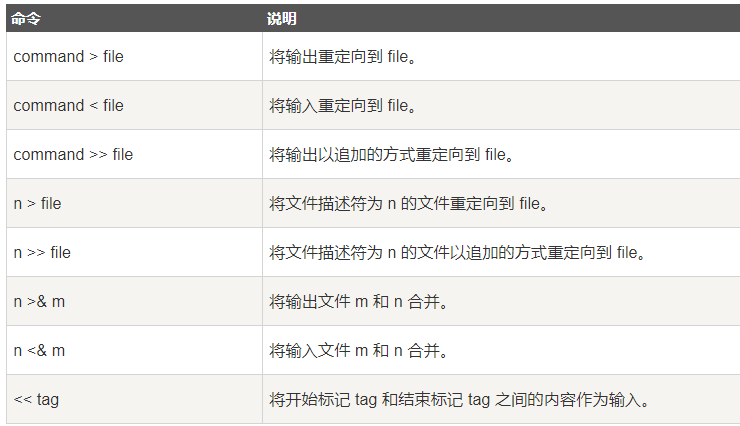 命令 说明
command > file 将输出重定向到 file。
command < file 将输入重定向到 file。
command >> file 将输出以追加的方式重定向到 file。
n > file 将文件描述符为 n 的文件重定向到 file。
n >> file 将文件描述符为 n 的文件以追加的方式重定向到 file。
n >& m 将输出文件 m 和 n 合并。
n <& m 将输入文件 m 和 n 合并。
<< tag 将开始标记 tag 和结束标记 tag 之间的内容作为输入。